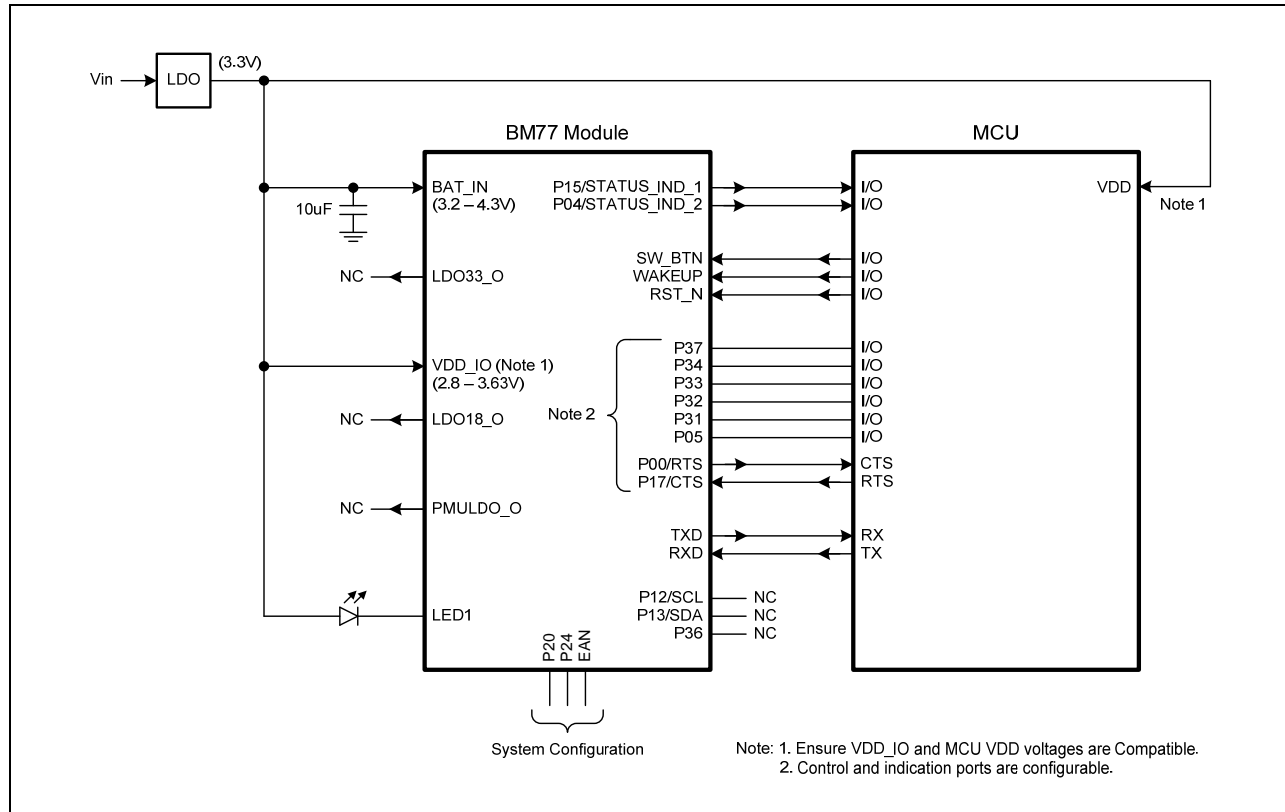 (3.3V)
Vin
LDO
BM77 Module
MCU
BAT_IN
(3.2 – 4.3V)
10uF
NC
LDO33_O
VDD_IO (Note 1)
(2.8 – 3.63V)
NC
LDO18_O
NC
PMULDO_O
LED1
P15/STATUS_IND_1
P04/STATUS_IND_2
SW_BTN
WAKEUP
RST_N
Note 2
P37
P34
P33
P32
P31
P05
P00/RTS
P17/CTS
TXD
RXD
P12/SCL
NC
P13/SDA
NC
P36
NC
P20
P24
EAN
System Configuration
I/O
I/O
I/O
I/O
I/O
I/O
I/O
I/O
I/O
I/O
I/O
CTS
RTS
RX
TX
VDD
Note 1
Note: 1. Ensure VDD_IO and MCU VDD voltages are Compatible.
2. Control and indication ports are configurable.